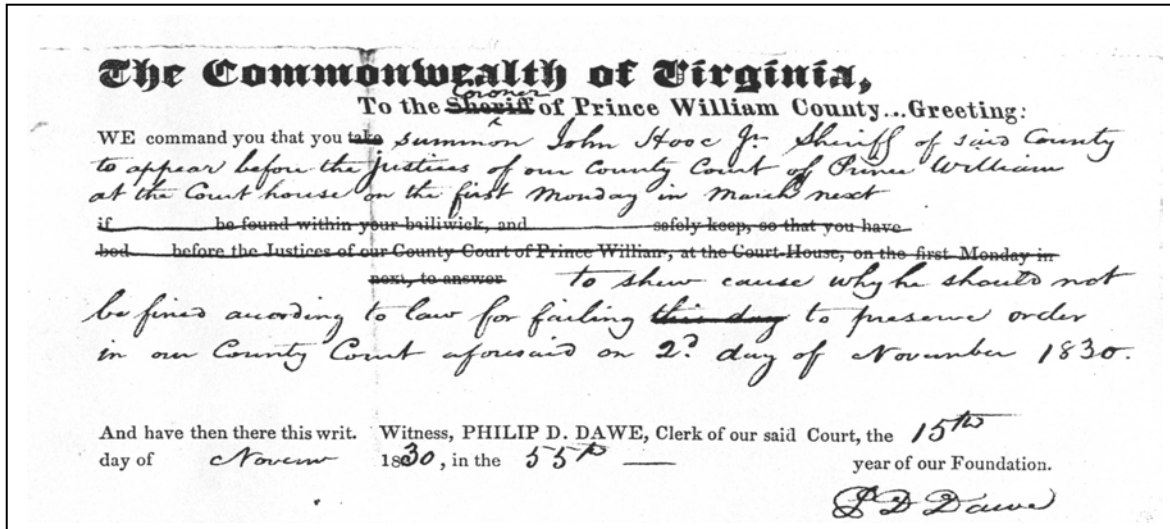 The Commonwealth of Virginia,
Coroner
To the Sheriff of Prince William County...Greeting:
WE command you that you take summon John Hooe Jr. Sheriff of said County
to appear before the Justices of our County Court of Prince William
at the Court house on the first Monday in March next
if be found within your bailiwick, and safely keep, so that you have
bod before the Justices of our County Court of Prince William, at the Court-House, on the first Monday in
next, to answer to shew cause why he should not
be fined acording to law for failing this day to preserve order
in our County Court aforesaid on 2d day of November 1830.
And have then there this writ. Witness, PHILIP D. DAWE, Clerk of our said Court, the 15th
day of Novem 1830, in the 55th year of our Foundation.
P D Dawe